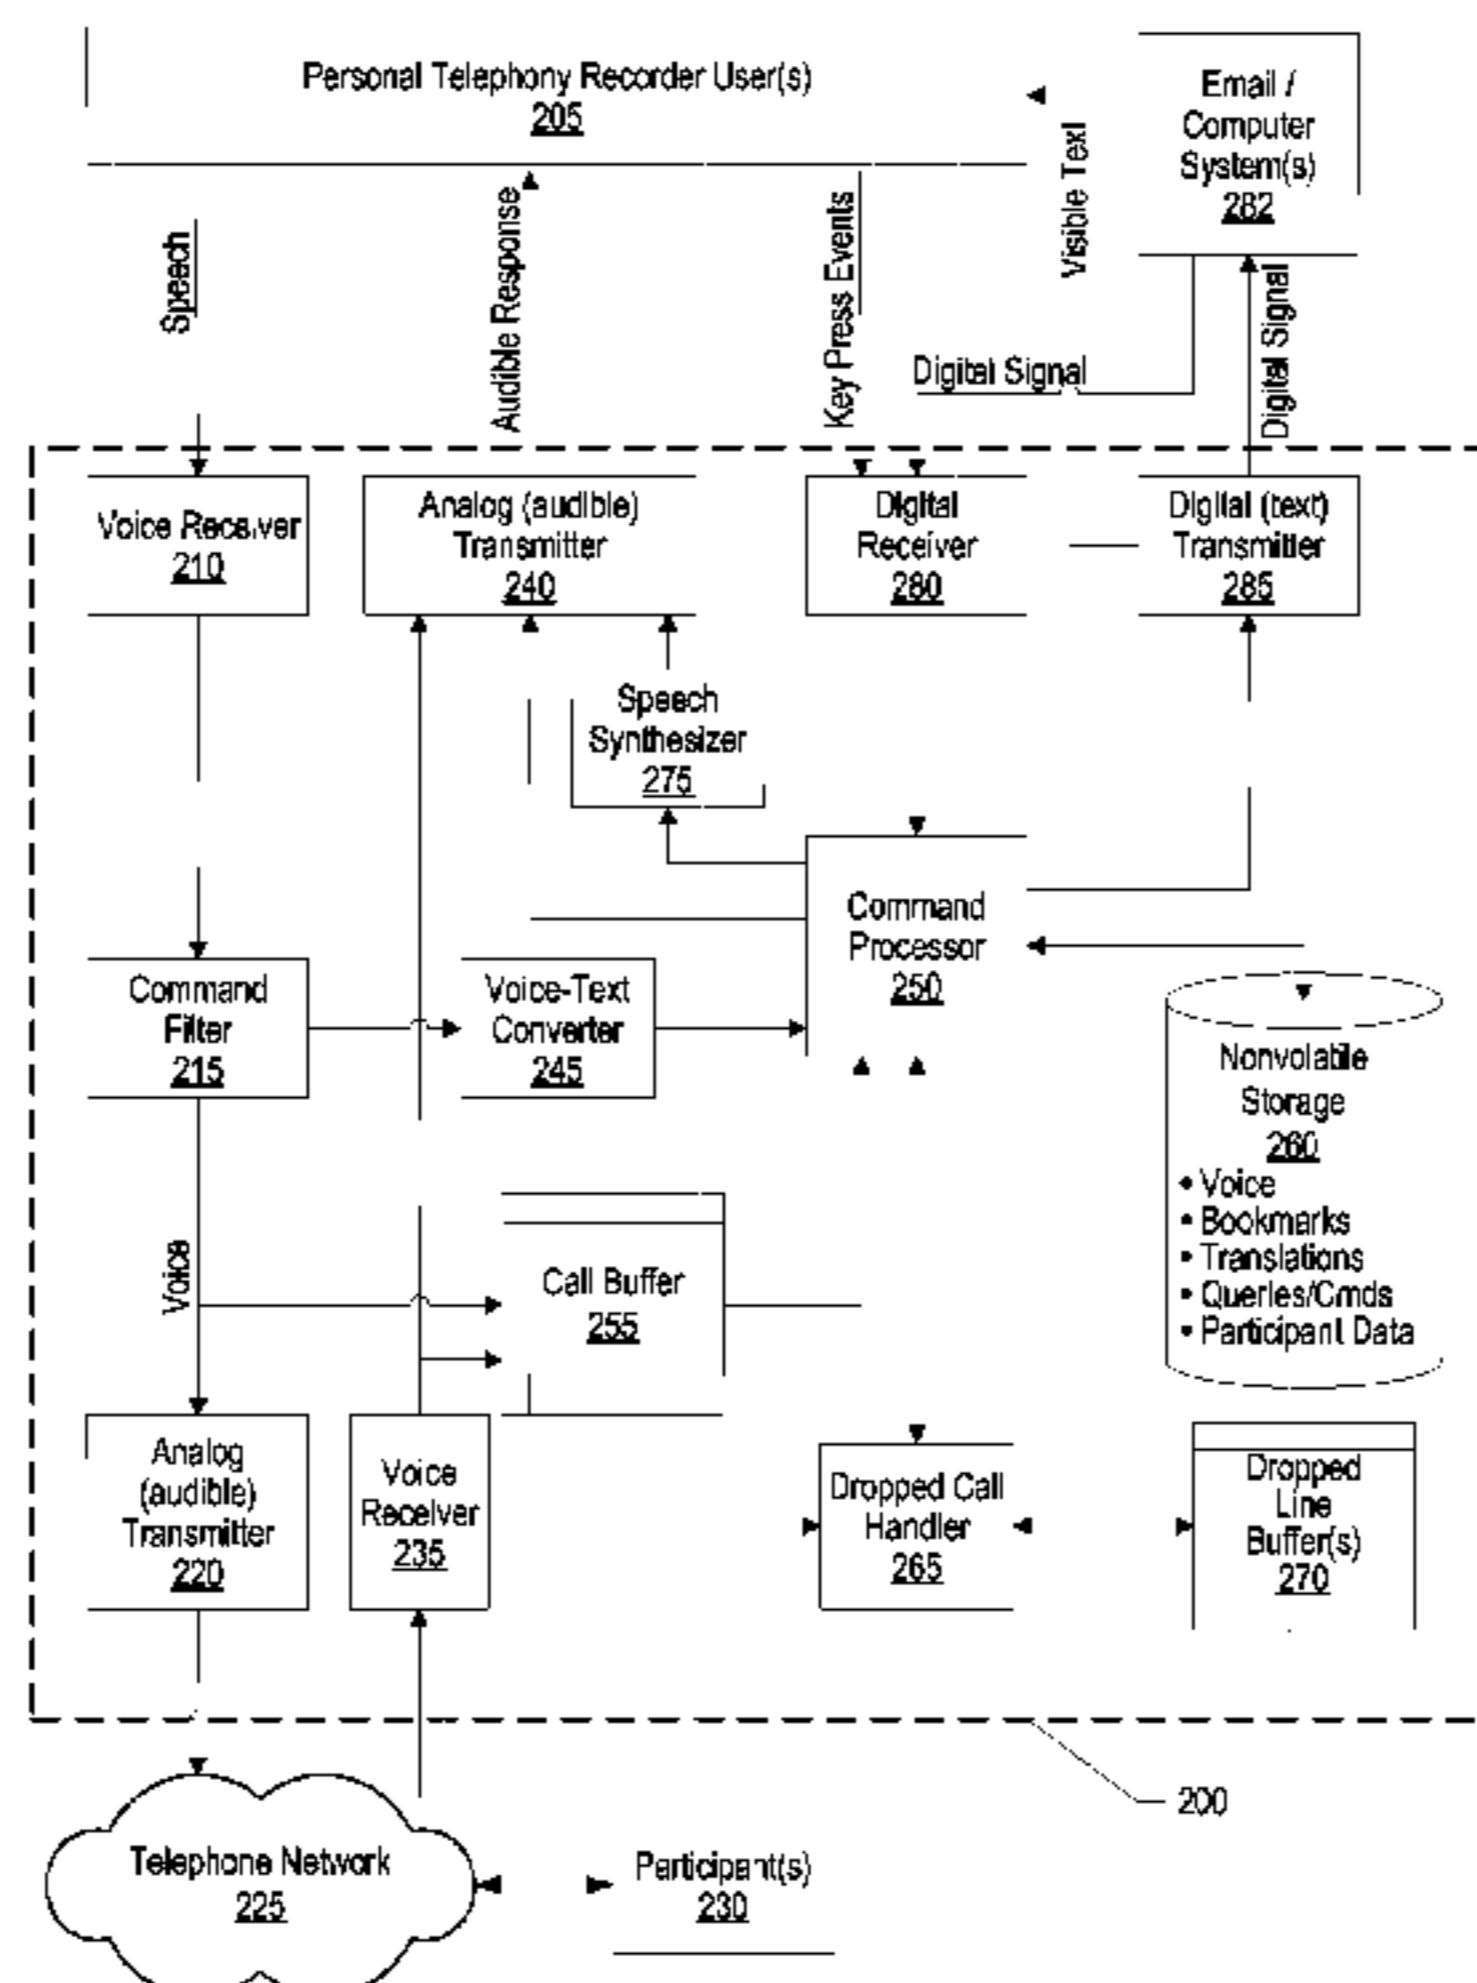 Personal Telephony Recorder User(s)
205
Email /
Computer
System(s)
282
Speech
Audible Response
Key Press Events
Visible Text
Digital Signal
Digital Signal
Voice Receiver
210
Analog (audible)
Transmitter
240
Digital
Receiver
280
Digital (text)
Transmitter
285
Speech
Synthesizer
275
Command
Processor
250
Command
Filter
215
Voice-Text
Converter
245
Nonvolatile
Storage
260
• Voice
• Bookmarks
• Translations
• Queries/Cmds
• Participant Data
Voice
Call Buffer
255
Analog
(audible)
Transmitter
220
Voice
Receiver
235
Dropped Call
Handler
265
Dropped
Line
Buffer(s)
270
200
Telephone Network
225
Participant(s)
230